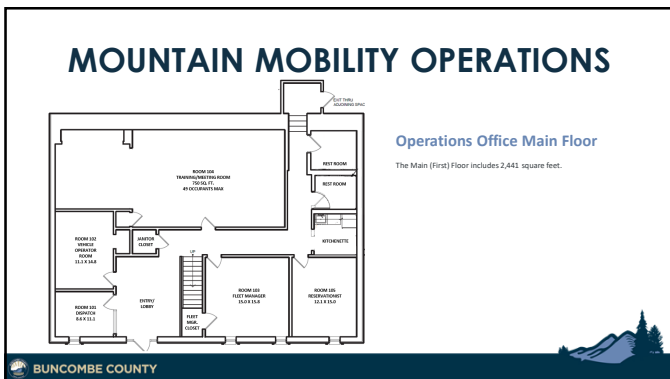 MOUNTAIN MOBILITY OPERATIONS
EXIT THRU
ADJOINING SPAC
Operations Office Main Floor
The Main (First) Floor includes 2,441 square feet.
REST ROOM
ROOM 104
TRAINING/MEETING ROOM
750 SQ. FT.
49 OCCUPANTS MAX
REST ROOM
ROOM 102
VEHICLE
OPERATOR
ROOM
11.1 X 14.8
JANITOR
CLOSET
KITCHENETTE
UP
ROOM 103
FLEET MANAGER
15.0 X 15.8
ROOM 105
RESERVATIONIST
12.1 X 15.0
ENTRY/
LOBBY
ROOM 101
DISPATCH
8.6 X 11.1
FLEET
MGR.
CLOSET
BUNCOMBE COUNTY